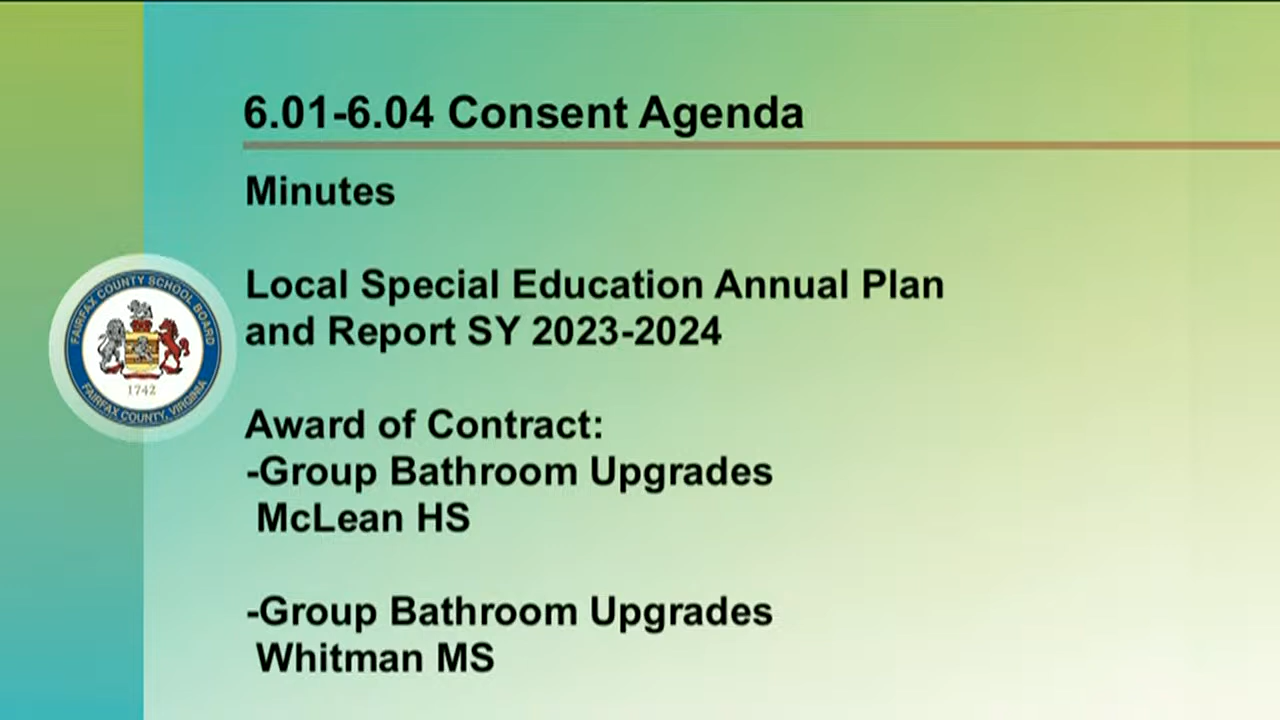 6.01-6.04 Consent Agenda
Minutes
Local Special Education Annual Plan
and Report SY 2023-2024
FAIRFAX COUNTY SCHOOL BOARD
1742
FAIRFAX COUNTY, VIRGINIA
Award of Contract:
-Group Bathroom Upgrades
McLean HS
-Group Bathroom Upgrades
Whitman MS